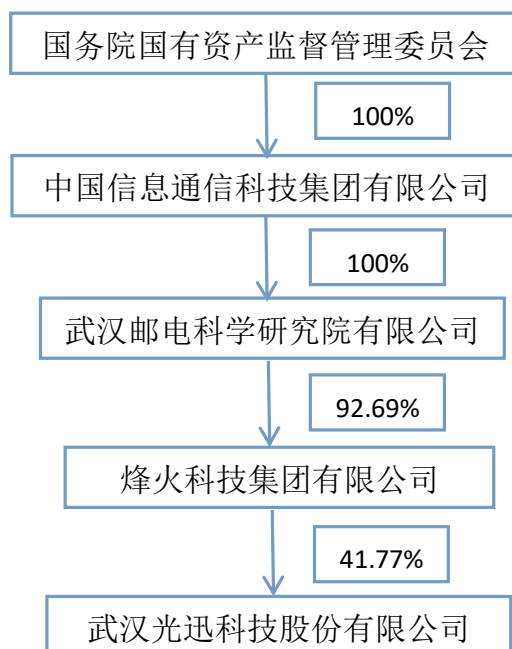 国务院国有资产监督管理委员会
100%
中国信息通信科技集团有限公司
100%
武汉邮电科学研究院有限公司
92.69%
烽火科技集团有限公司
41.77%
武汉光迅科技股份有限公司